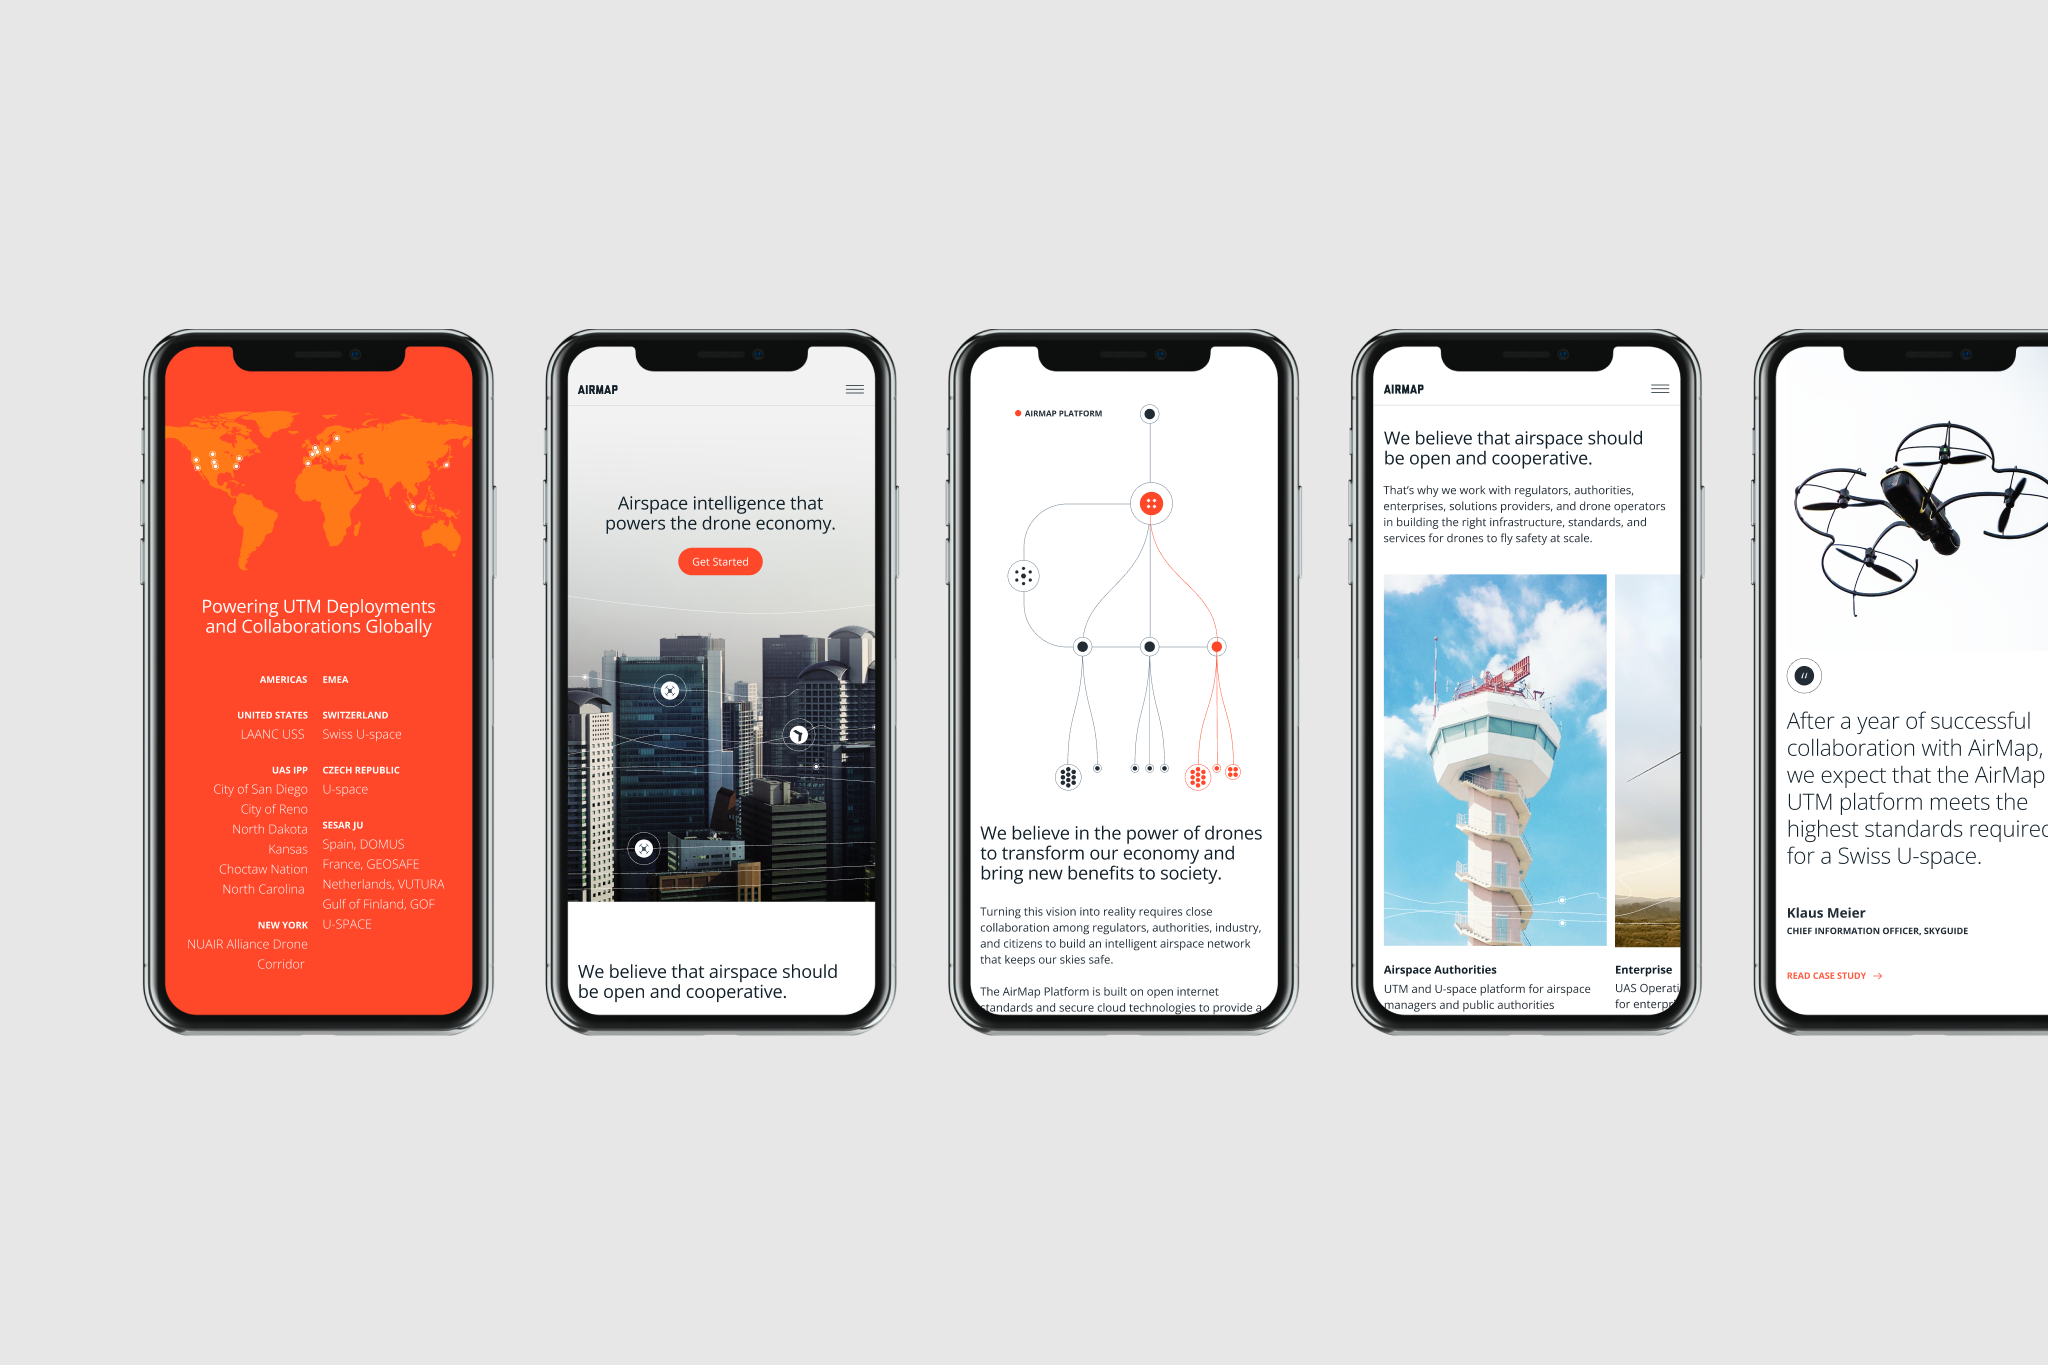 Powering UTM Deployments
and Collaborations Globally
AMERICAS
UNITED STATES
LAANC USS
UAS IPP
City of San Diego
City of Reno
North Dakota
Kansas
Choctaw Nation
North Carolina
NEW YORK
NUAIR Alliance Drone
Corridor
EMEA
SWITZERLAND
Swiss U-space
CZECH REPUBLIC
U-space
SESAR JU
Spain, DOMUS
France, GEOSAFE
Netherlands, VUTURA
Gulf of Finland, GOF
U-SPACE
AIRMAP
Airspace intelligence that
powers the drone economy.
Get Started
We believe that airspace should
be open and cooperative.
AIRMAP PLATFORM
We believe in the power of drones
to transform our economy and
bring new benefits to society.
Turning this vision into reality requires close
collaboration among regulators, authorities, industry,
and citizens to build an intelligent airspace network
that keeps our skies safe.
The AirMap Platform is built on open internet
standards and secure cloud technologies to provide a
AIRMAP
We believe that airspace should
be open and cooperative.
That's why we work with regulators, authorities,
enterprises, solutions providers, and drone operators
in building the right infrastructure, standards, and
services for drones to fly safety at scale.
Airspace Authorities
UTM and U-space platform for airspace
managers and public authorities
Enterprise
UAS Operati
for enterpr
After a year of successful
collaboration with AirMap,
we expect that the AirMap
UTM platform meets the
highest standards required
for a Swiss U-space.
Klaus Meier
CHIEF INFORMATION OFFICER, SKYGUIDE
READ CASE STUDY